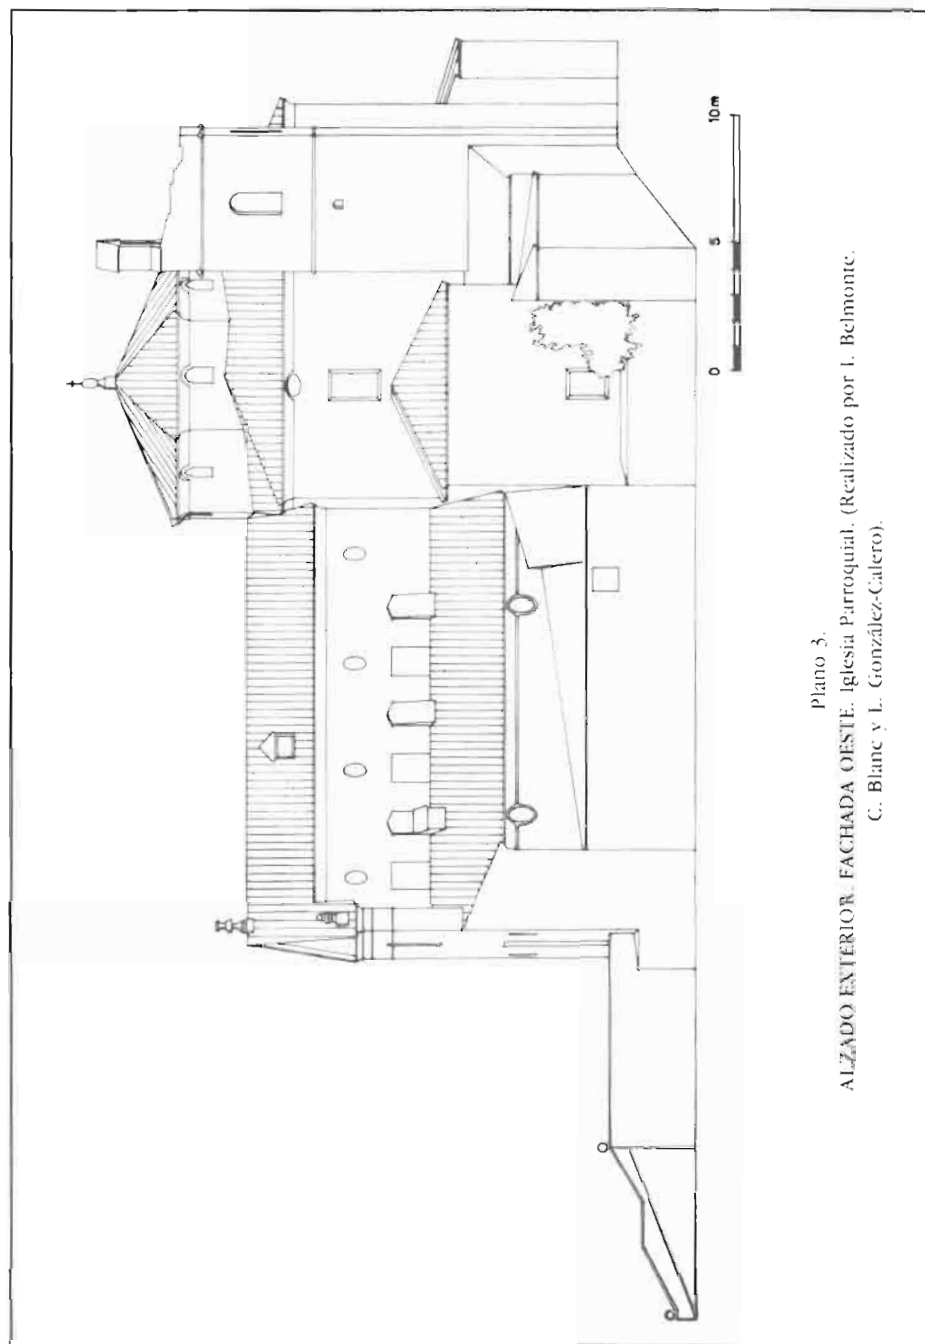 0 5 10m
Plano 3.
ALZADO EXTERIOR. FACHADA OESTE. Iglesia Parroquial. (Realizado por I. Belmonte.
C. Blanc y L. González-Calero).